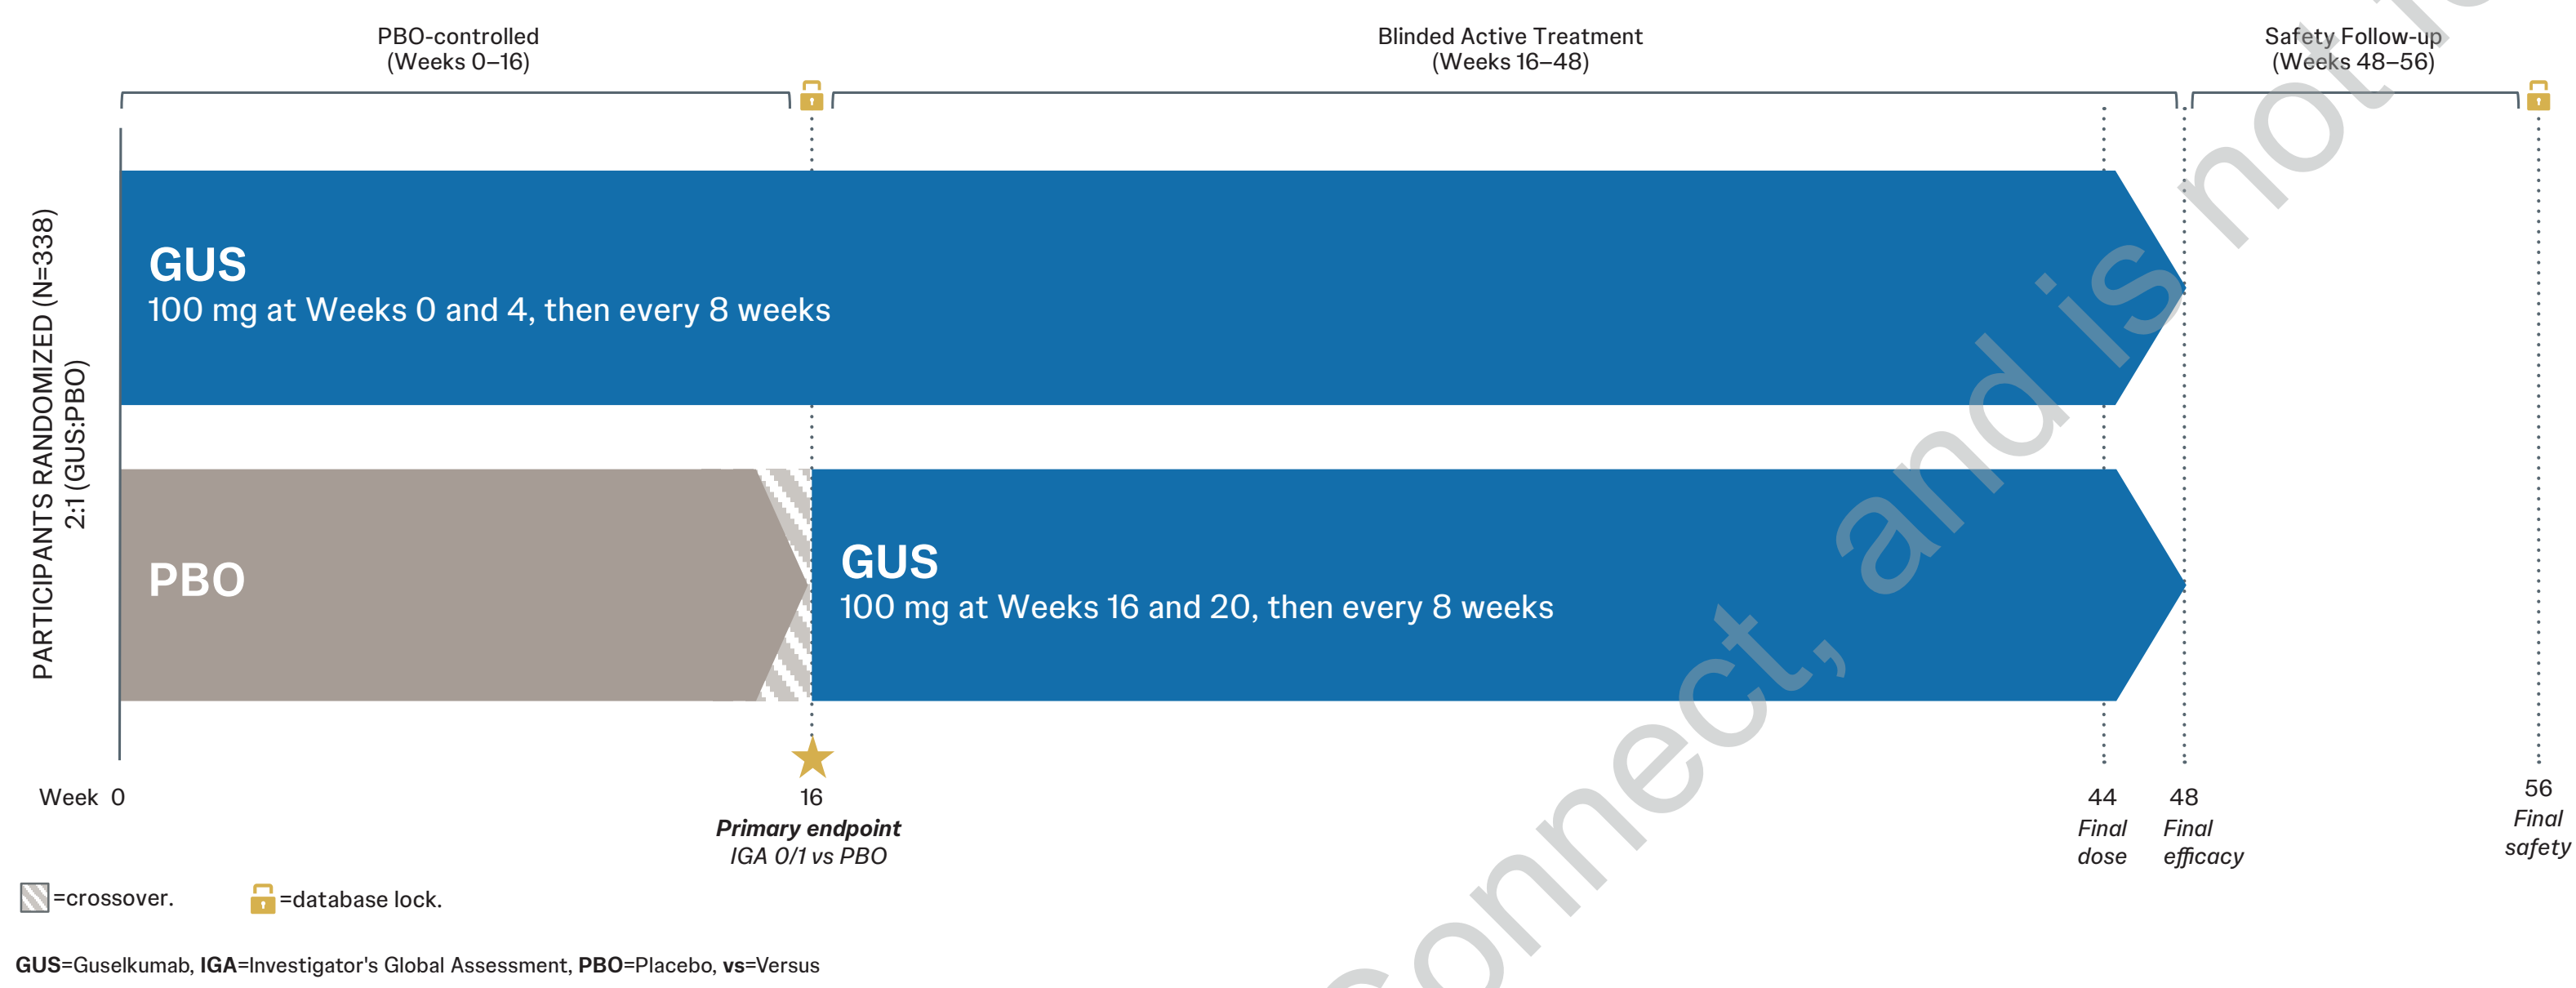 PBO-controlled
(Weeks 0–16)
Blinded Active Treatment
(Weeks 16–48)
Safety Follow-up
(Weeks 48–56)
PARTICIPANTS RANDOMIZED (N=338)
2:1 (GUS:PBO)
GUS
100 mg at Weeks 0 and 4, then every 8 weeks
PBO
GUS
100 mg at Weeks 16 and 20, then every 8 weeks
Week 0
16
Primary endpoint
IGA 0/1 vs PBO
44
Final
dose
48
Final
efficacy
56
Final
safety
=crossover.
=database lock.
GUS=Guselkumab, IGA=Investigator's Global Assessment, PBO=Placebo, vs=Versus
Connect, and is not